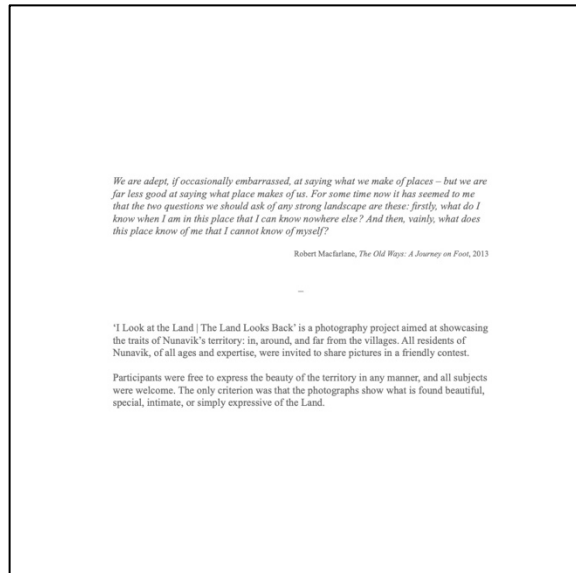 We are adept, if occasionally embarrassed, at saying what we make of places – but we are
far less good at saying what place makes of us. For some time now it has seemed to me
that the two questions we should ask of any strong landscape are these: firstly, what do I
know when I am in this place that I can know nowhere else? And then, vainly, what does
this place know of me that I cannot know of myself?
Robert Macfarlane, The Old Ways: A Journey on Foot, 2013
–
‘I Look at the Land | The Land Looks Back’ is a photography project aimed at showcasing
the traits of Nunavik’s territory: in, around, and far from the villages. All residents of
Nunavik, of all ages and expertise, were invited to share pictures in a friendly contest.
Participants were free to express the beauty of the territory in any manner, and all subjects
were welcome. The only criterion was that the photographs show what is found beautiful,
special, intimate, or simply expressive of the Land.